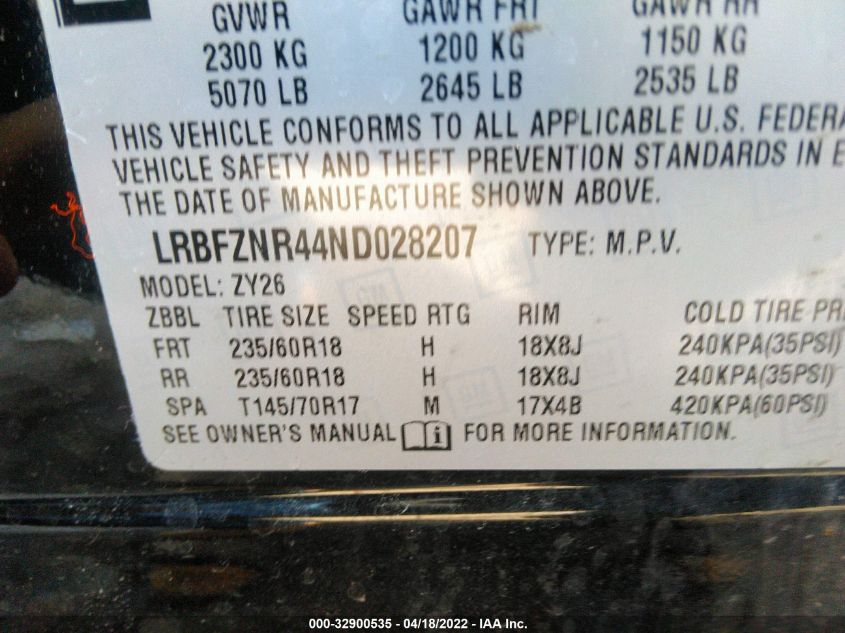 GVWR GAWR FRT GAWR RR
2300 KG 1200 KG 1150 KG
5070 LB 2645 LB 2535 LB
THIS VEHICLE CONFORMS TO ALL APPLICABLE U.S. FEDERA
VEHICLE SAFETY AND THEFT PREVENTION STANDARDS IN E
THE DATE OF MANUFACTURE SHOWN ABOVE.
LRBFZNR44ND028207 TYPE: M.P.V.
MODEL: ZY26
ZBBL TIRE SIZE SPEED RTG RIM COLD TIRE PR
FRT 235/60R18 H 18X8J 240KPA(35PSI)
RR 235/60R18 H 18X8J 240KPA(35PSI)
SPA T145/70R17 M 17X4B 420KPA(60PSI)
SEE OWNER'S MANUAL FOR MORE INFORMATION.
000-32900535 - 04/18/2022 - IAA Inc.